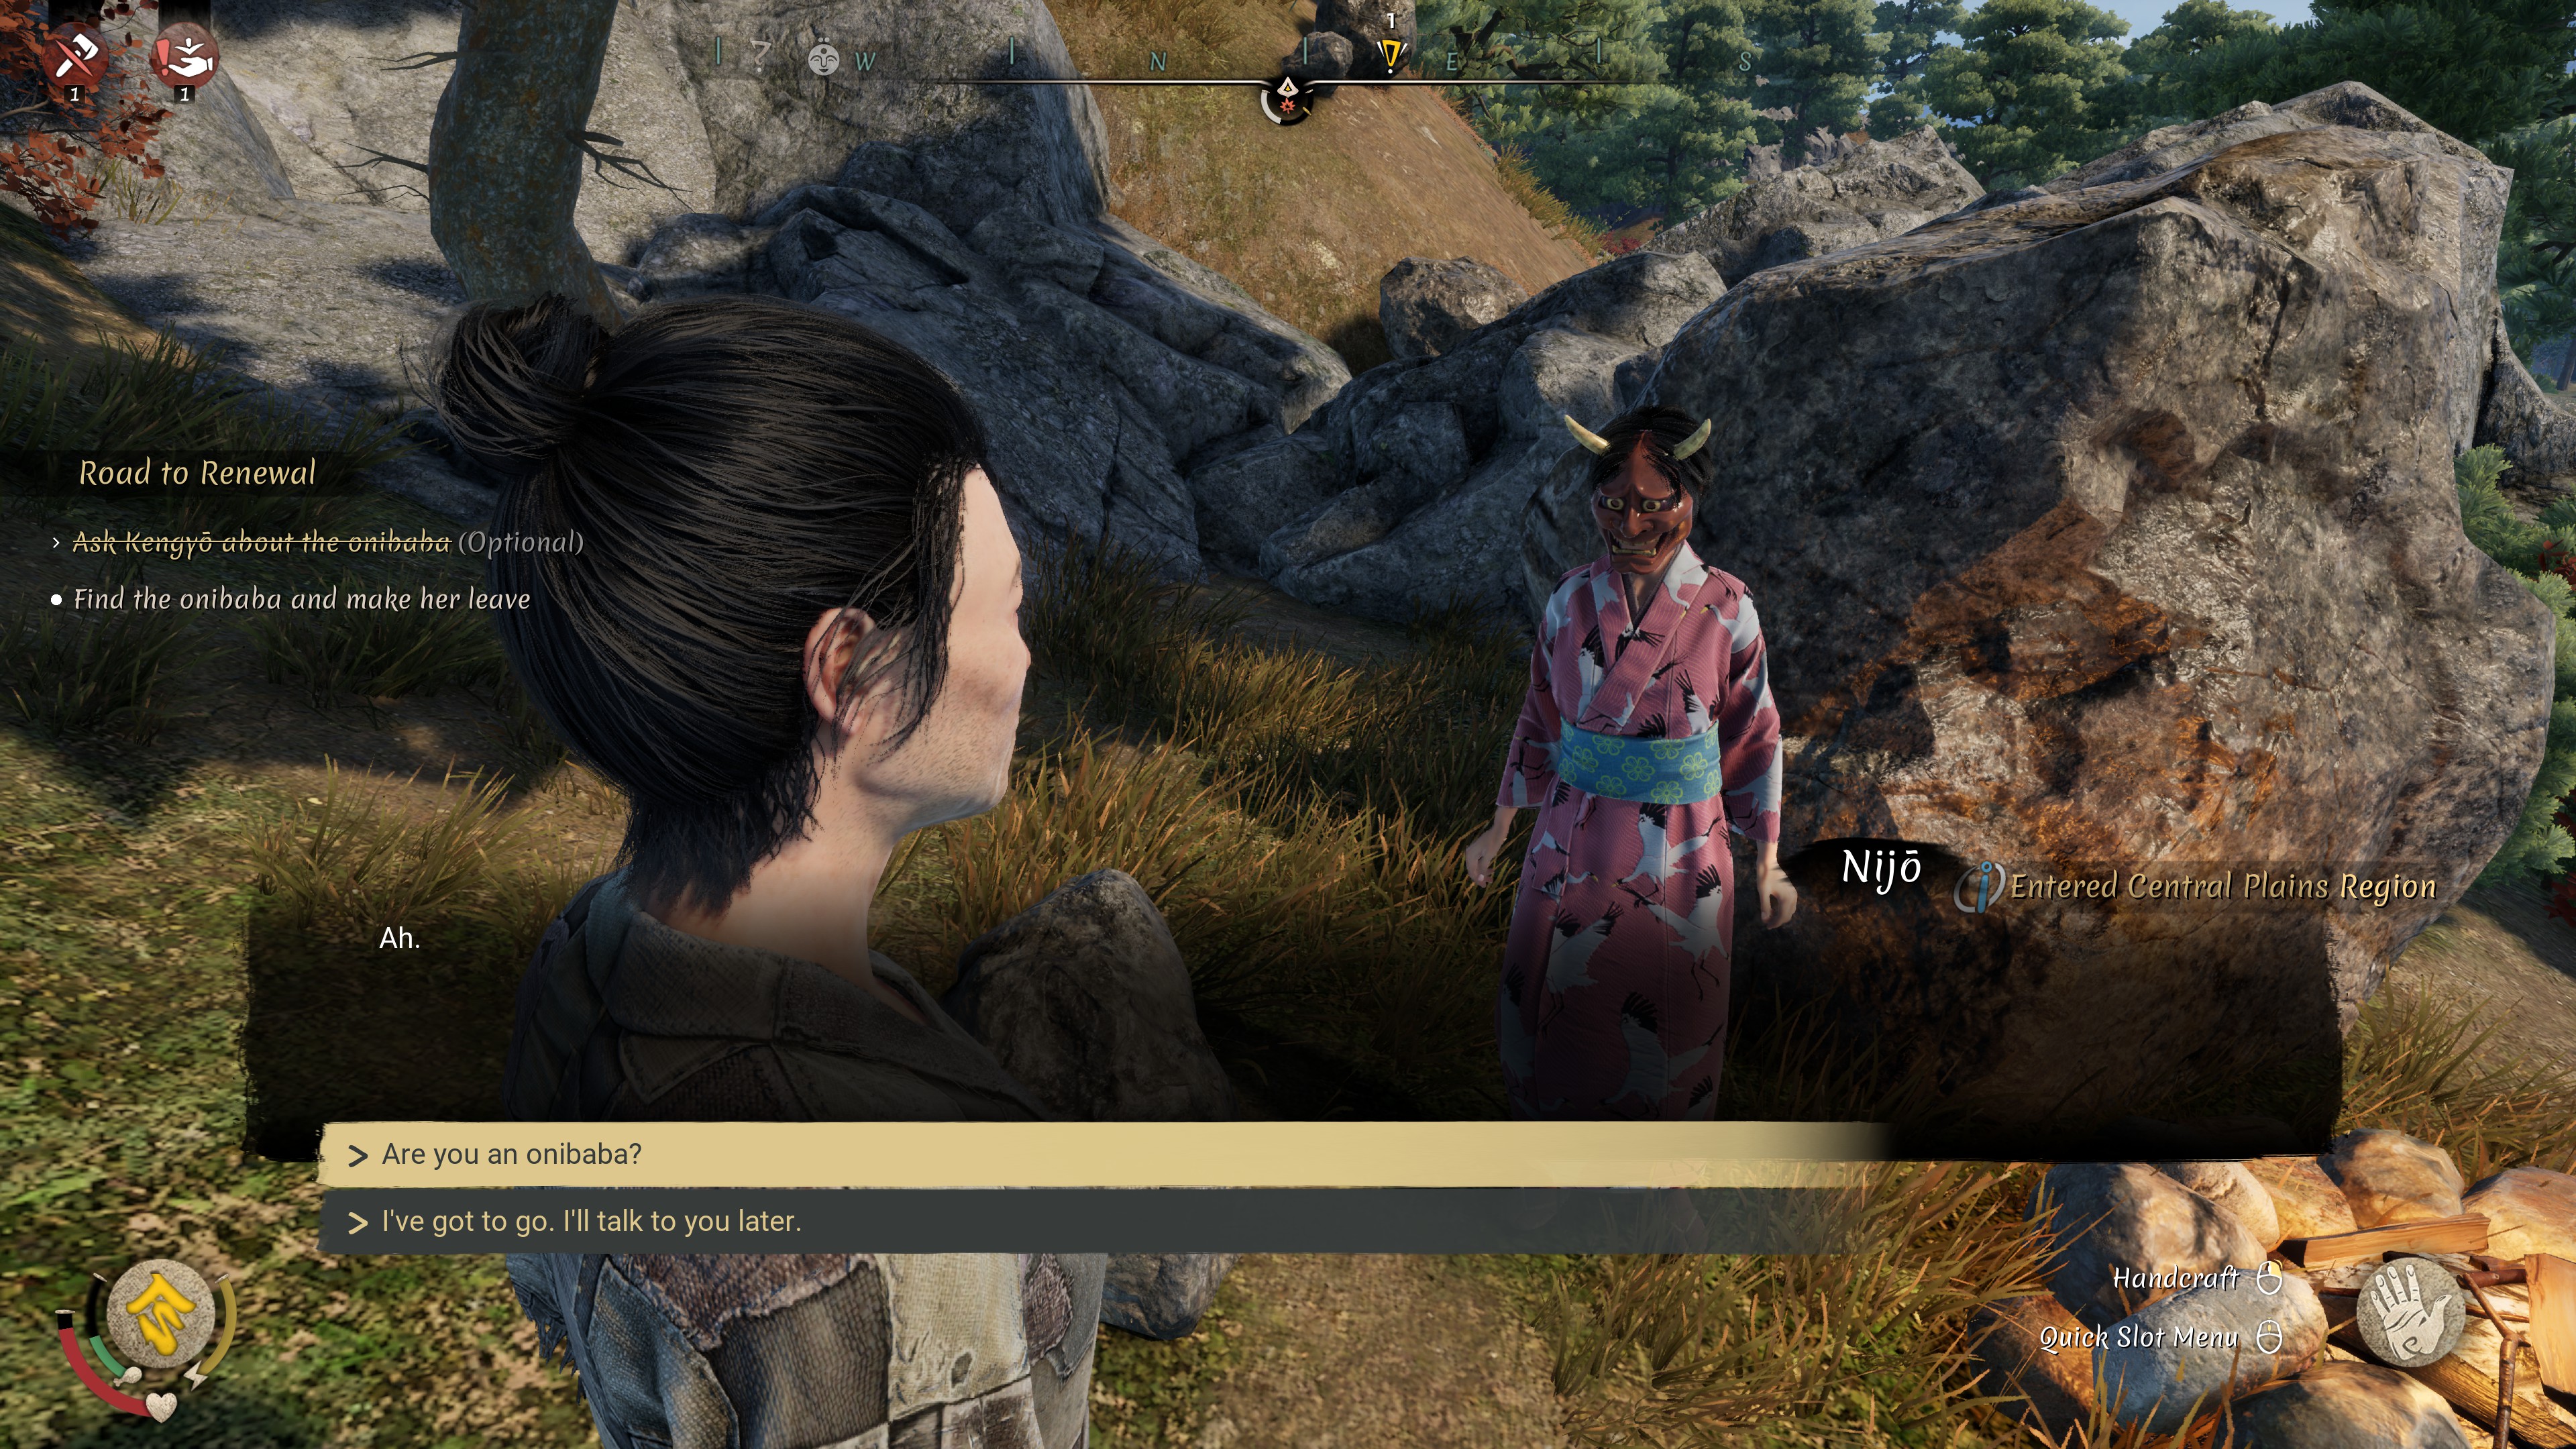 1
1
?
W
N
1
E
S
Road to Renewal
Ask Kengyō about the onibaba (Optional)
Find the onibaba and make her leave
Nijō
Entered Central Plains Region
Ah.
> Are you an onibaba?
> I've got to go. I'll talk to you later.
Handcraft
Quick Slot Menu